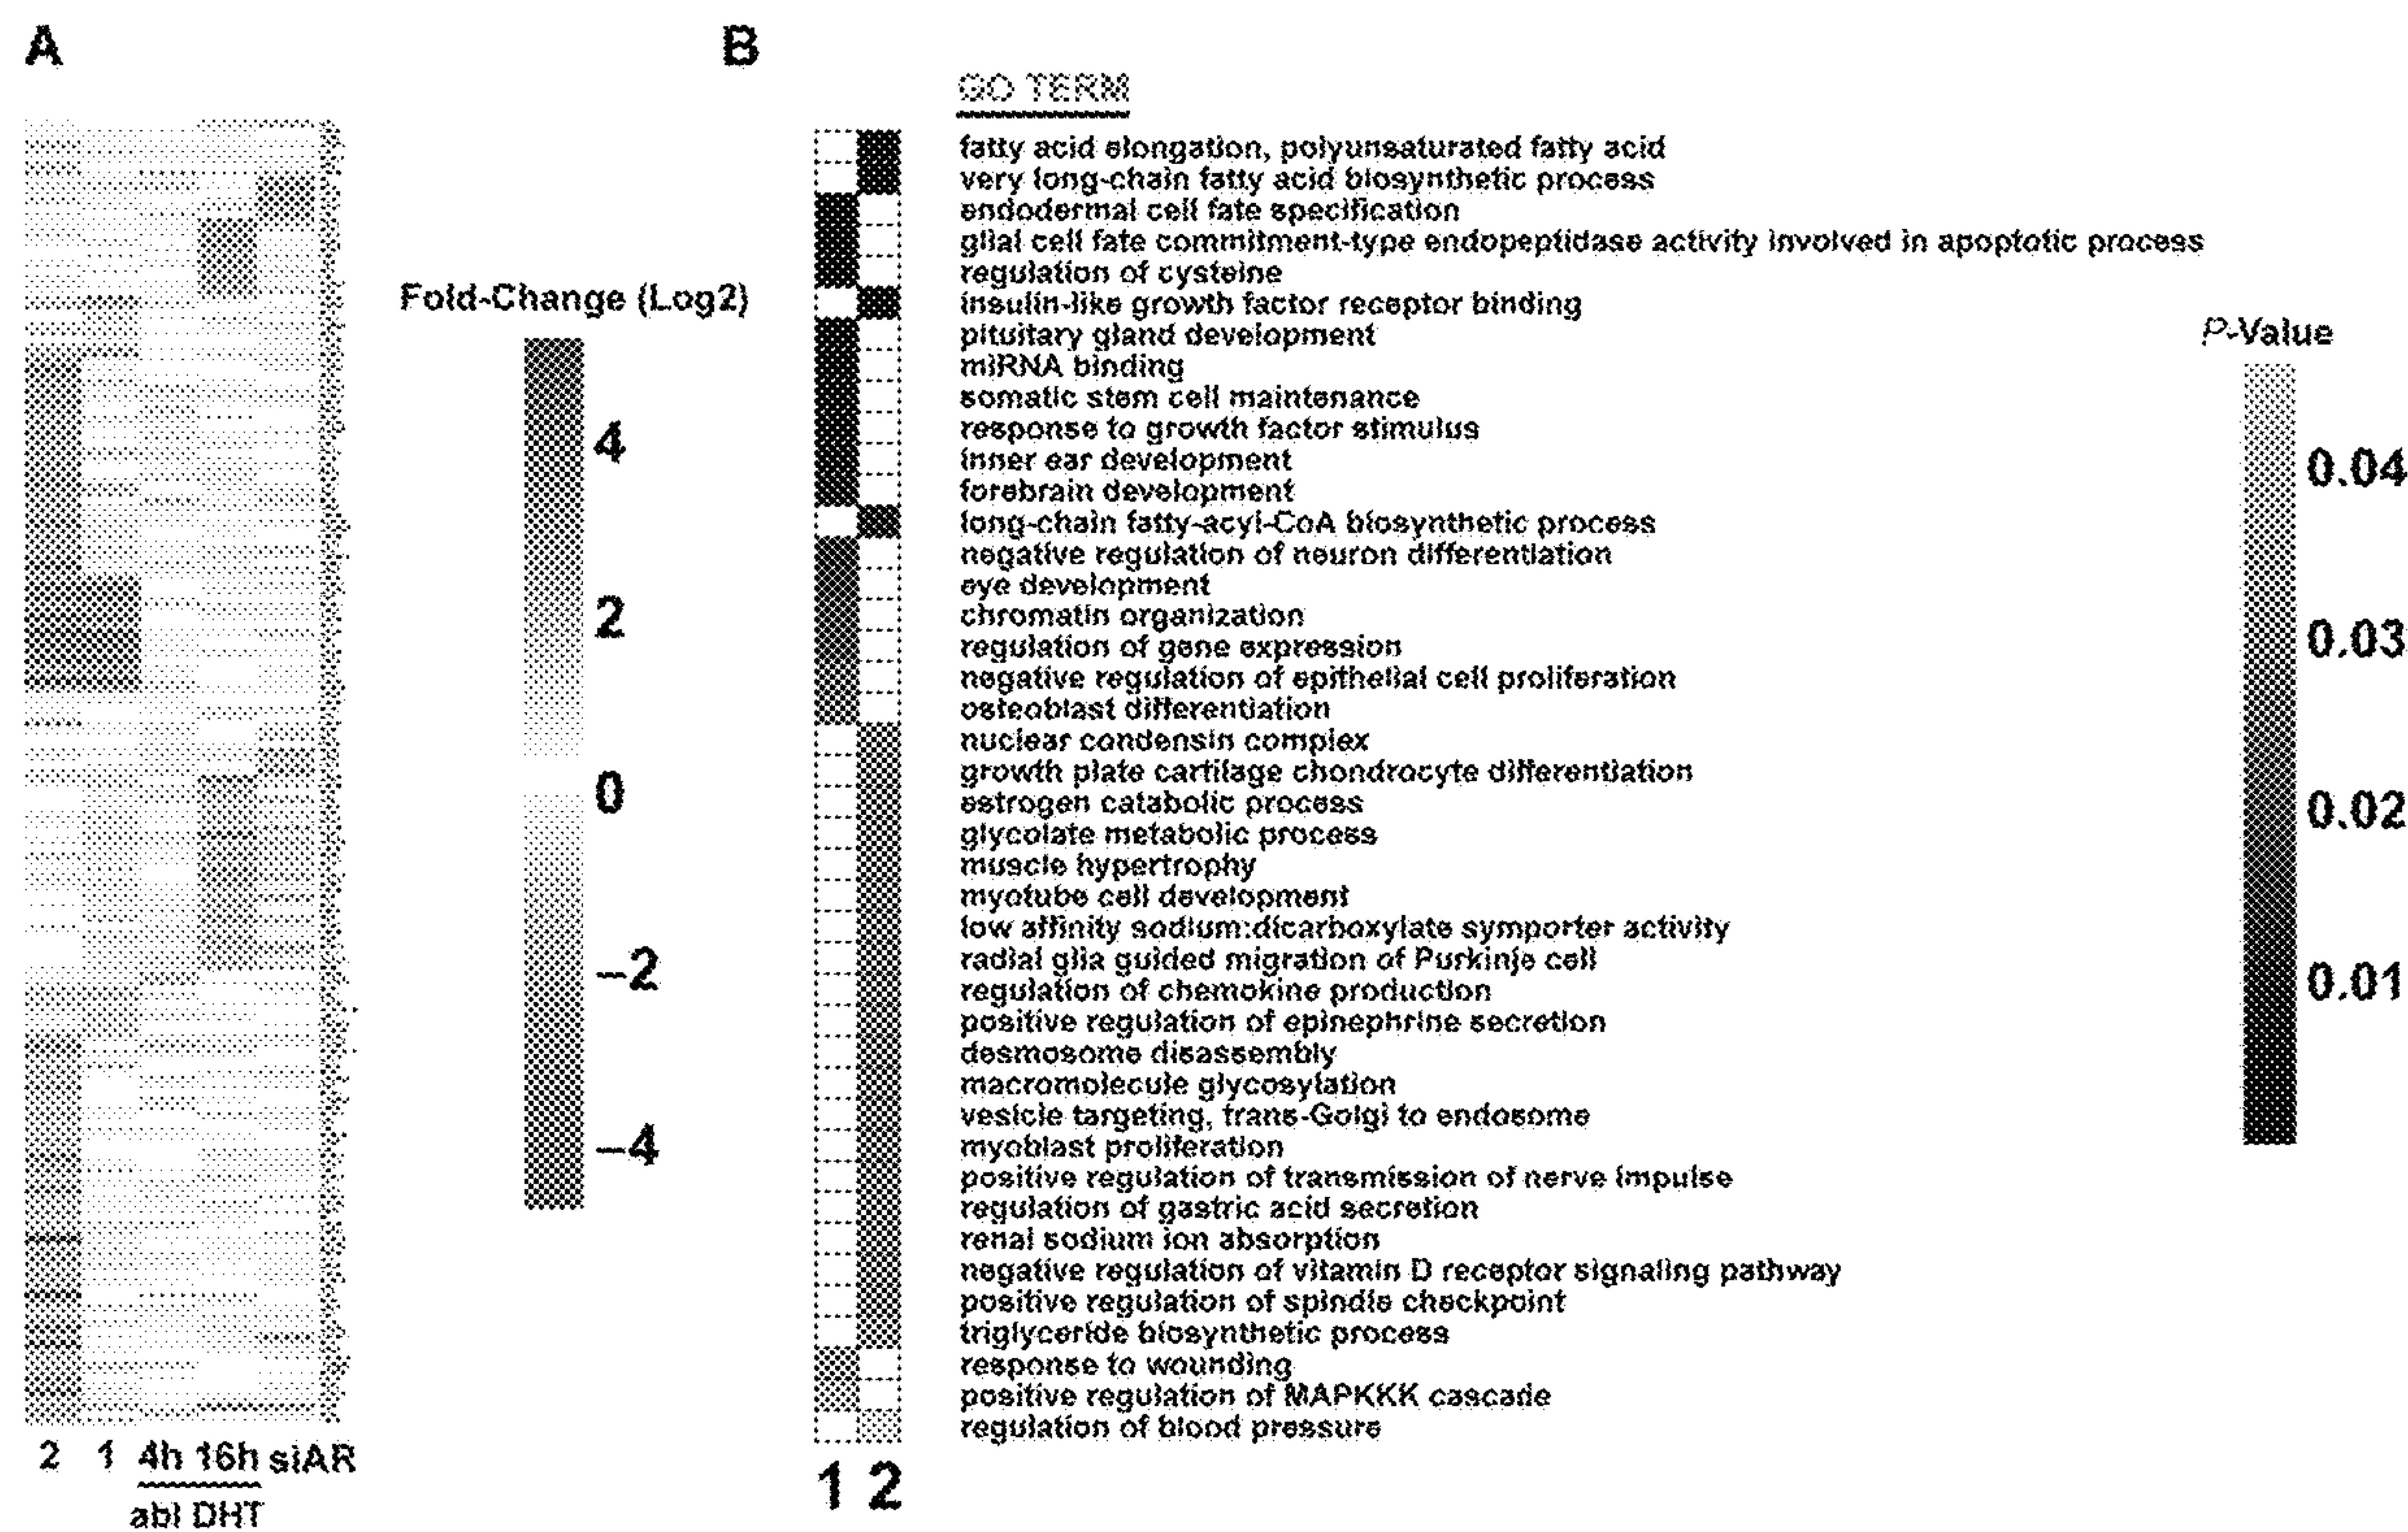 A
B
GO TERM
fatty acid elongation, polyunsaturated fatty acid
very long-chain fatty acid biosynthetic process
endodermal cell fate specification
glial cell fate commitment-type endopeptidase activity involved in apoptotic process
regulation of cysteine
insulin-like growth factor receptor binding
pituitary gland development
miRNA binding
somatic stem cell maintenance
response to growth factor stimulus
inner ear development
forebrain development
long-chain fatty-acyl-CoA biosynthetic process
negative regulation of neuron differentiation
eye development
chromatin organization
regulation of gene expression
negative regulation of epithelial cell proliferation
osteoblast differentiation
nuclear condensin complex
growth plate cartilage chondrocyte differentiation
estrogen catabolic process
glycolate metabolic process
muscle hypertrophy
myotube cell development
low affinity sodium:dicarboxylate symporter activity
radial glia guided migration of Purkinje cell
regulation of chemokine production
positive regulation of epinephrine secretion
desmosome disassembly
macromolecule glycosylation
vesicle targeting, trans-Golgi to endosome
myoblast proliferation
positive regulation of transmission of nerve impulse
regulation of gastric acid secretion
renal sodium ion absorption
negative regulation of vitamin D receptor signaling pathway
positive regulation of spindle checkpoint
triglyceride biosynthetic process
response to wounding
positive regulation of MAPKKK cascade
regulation of blood pressure
Fold-Change (Log2)
4
2
0
–2
–4
P-Value
0.04
0.03
0.02
0.01
2 1 4h 16h siAR
abl DHT
1 2